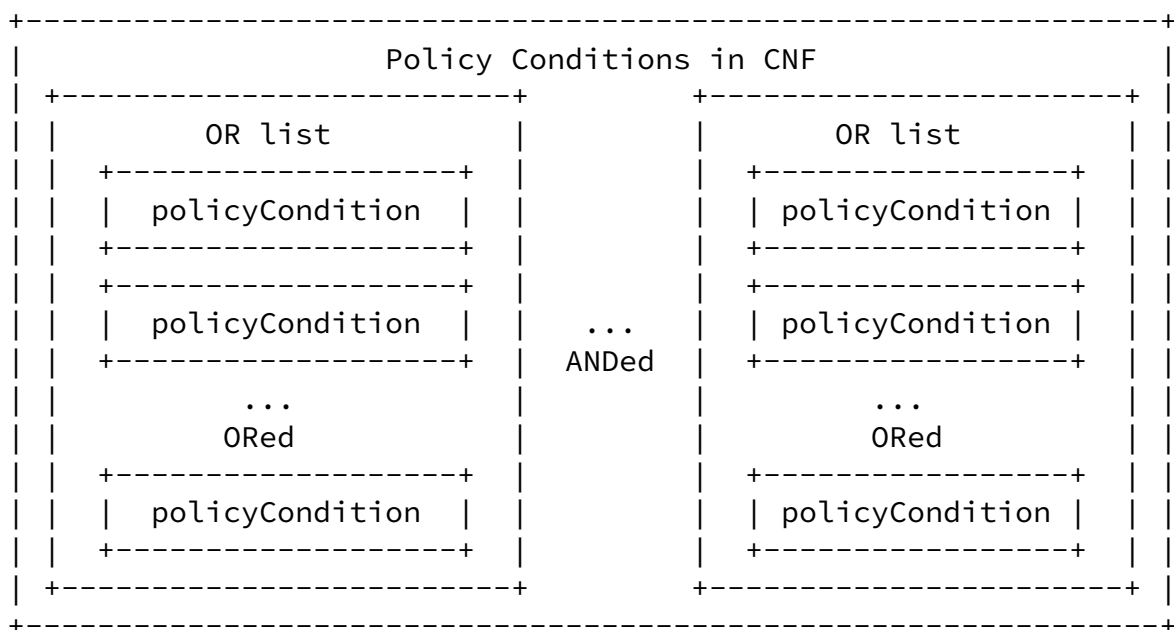 Policy Conditions in CNF
OR list OR list
policyCondition policyCondition
policyCondition ... policyCondition
ANDed
... ...
ORed ORed
policyCondition policyCondition